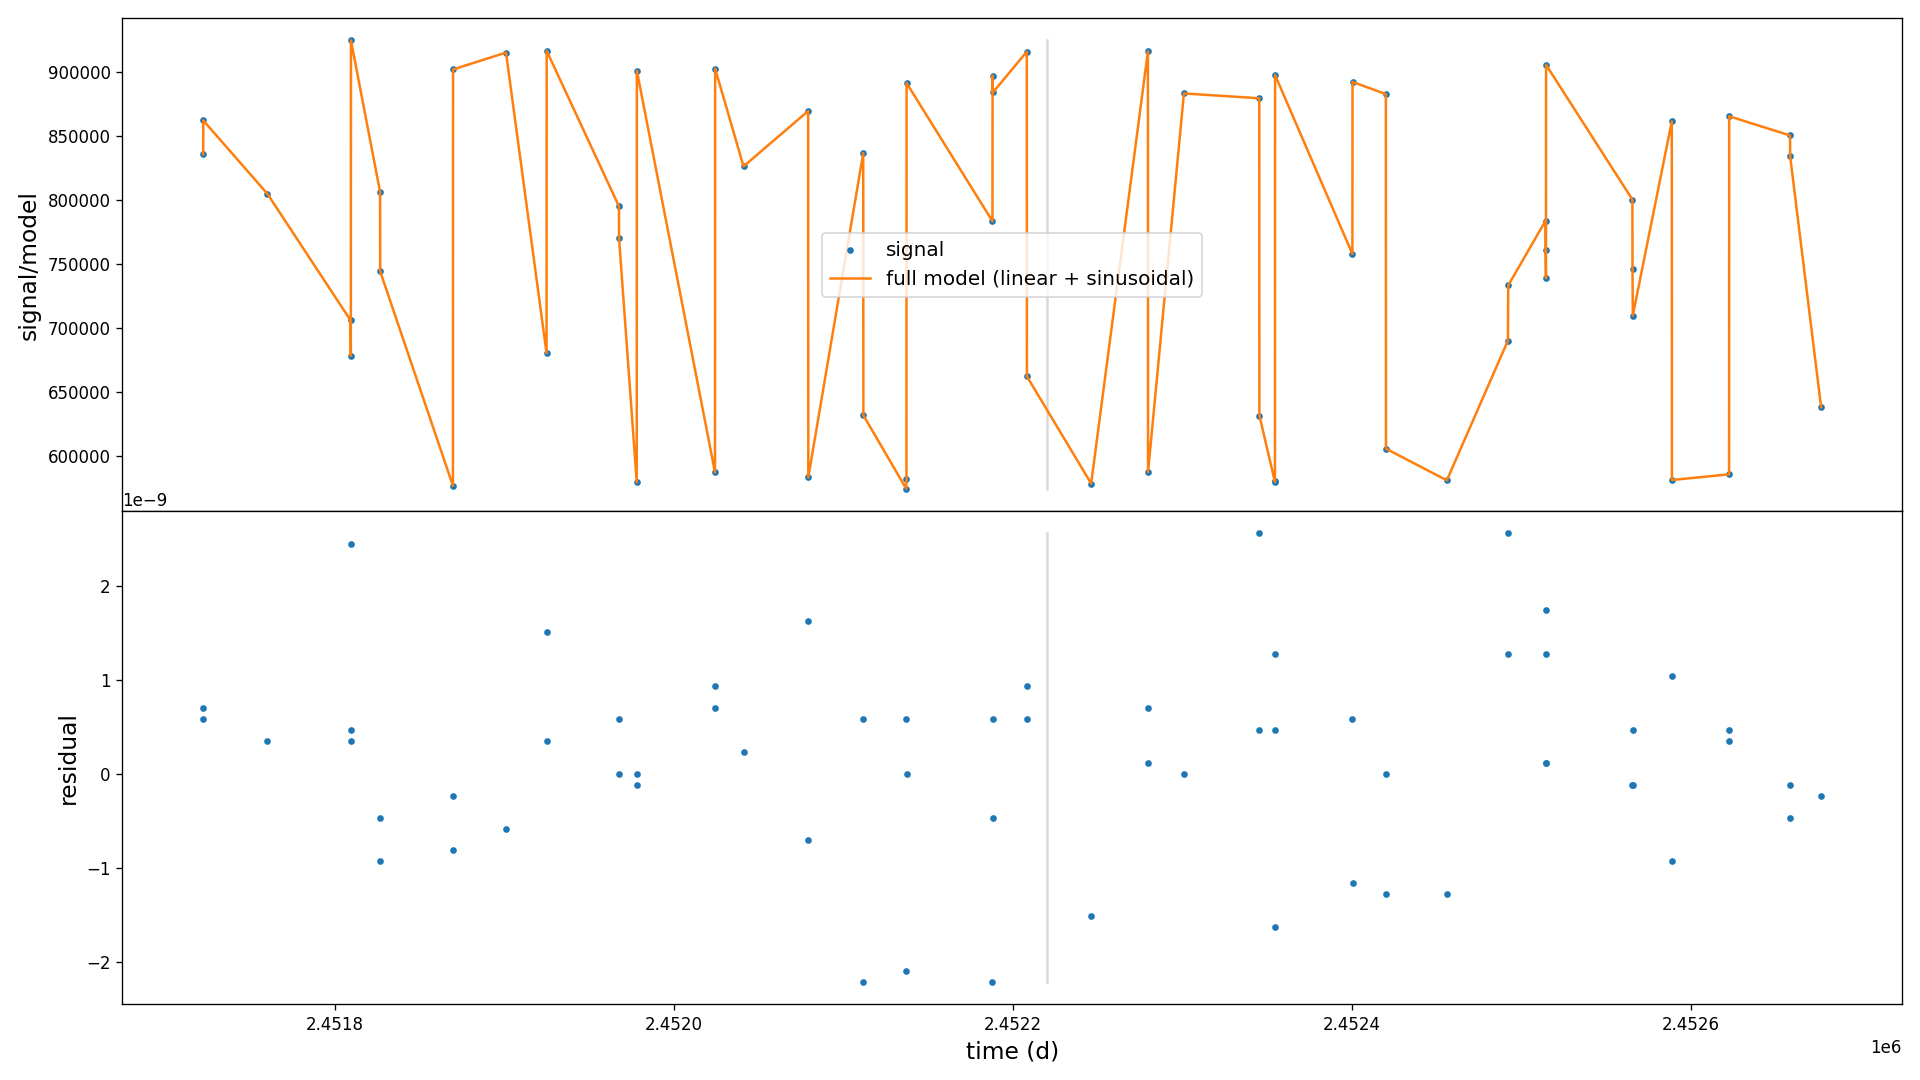 900000
850000
800000
750000
700000
650000
600000
signal/model
signal
full model (linear + sinusoidal)
1e−9
2
1
0
−1
−2
residual
2.4518
2.4520
2.4522
2.4524
2.4526
1e6
time (d)